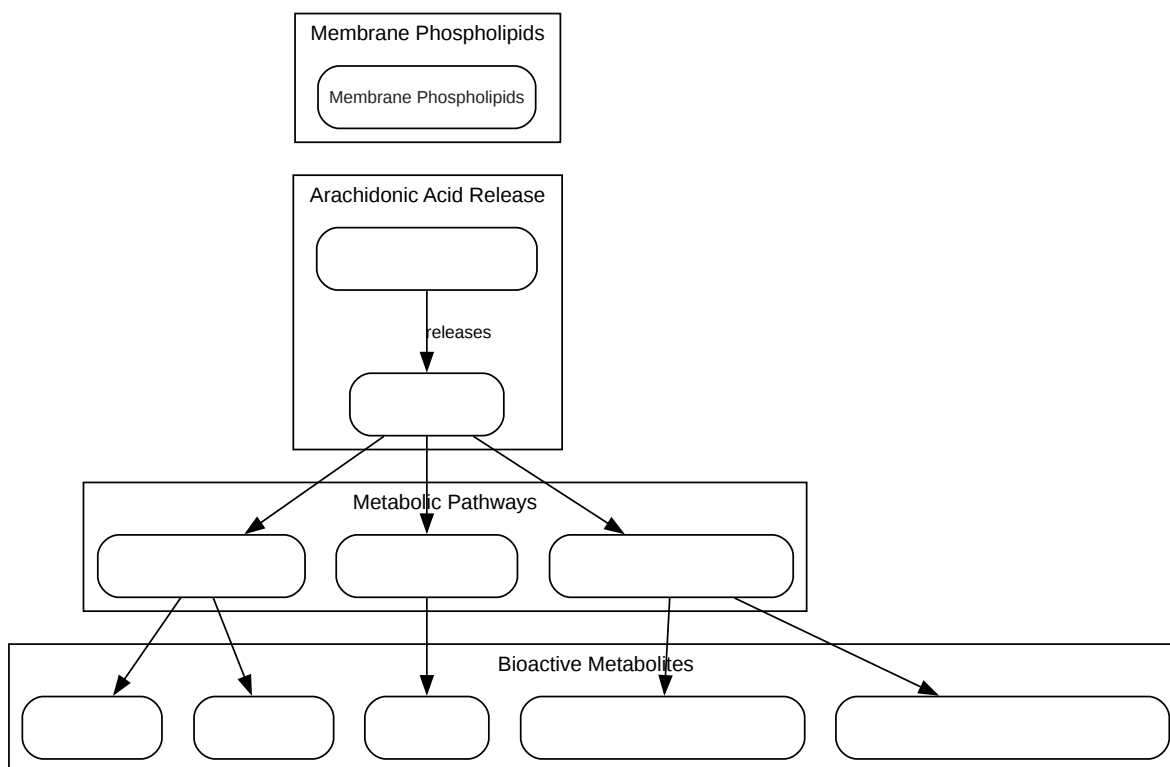 Membrane Phospholipids
Membrane Phospholipids
Arachidonic Acid Release
releases
Metabolic Pathways
Bioactive Metabolites